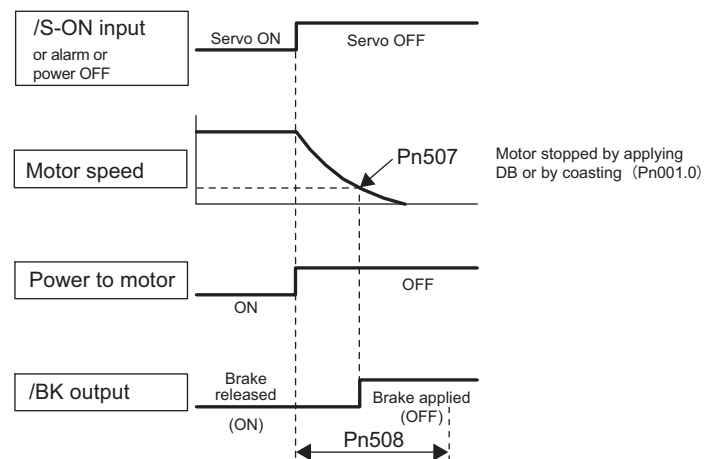 /S-ON input
or alarm or
power OFF
Servo ON
Servo OFF
Motor speed
Pn507
Motor stopped by applying
DB or by coasting (Pn001.0)
Power to motor
ON
OFF
/BK output
Brake
released
(ON)
Brake applied
(OFF)
Pn508